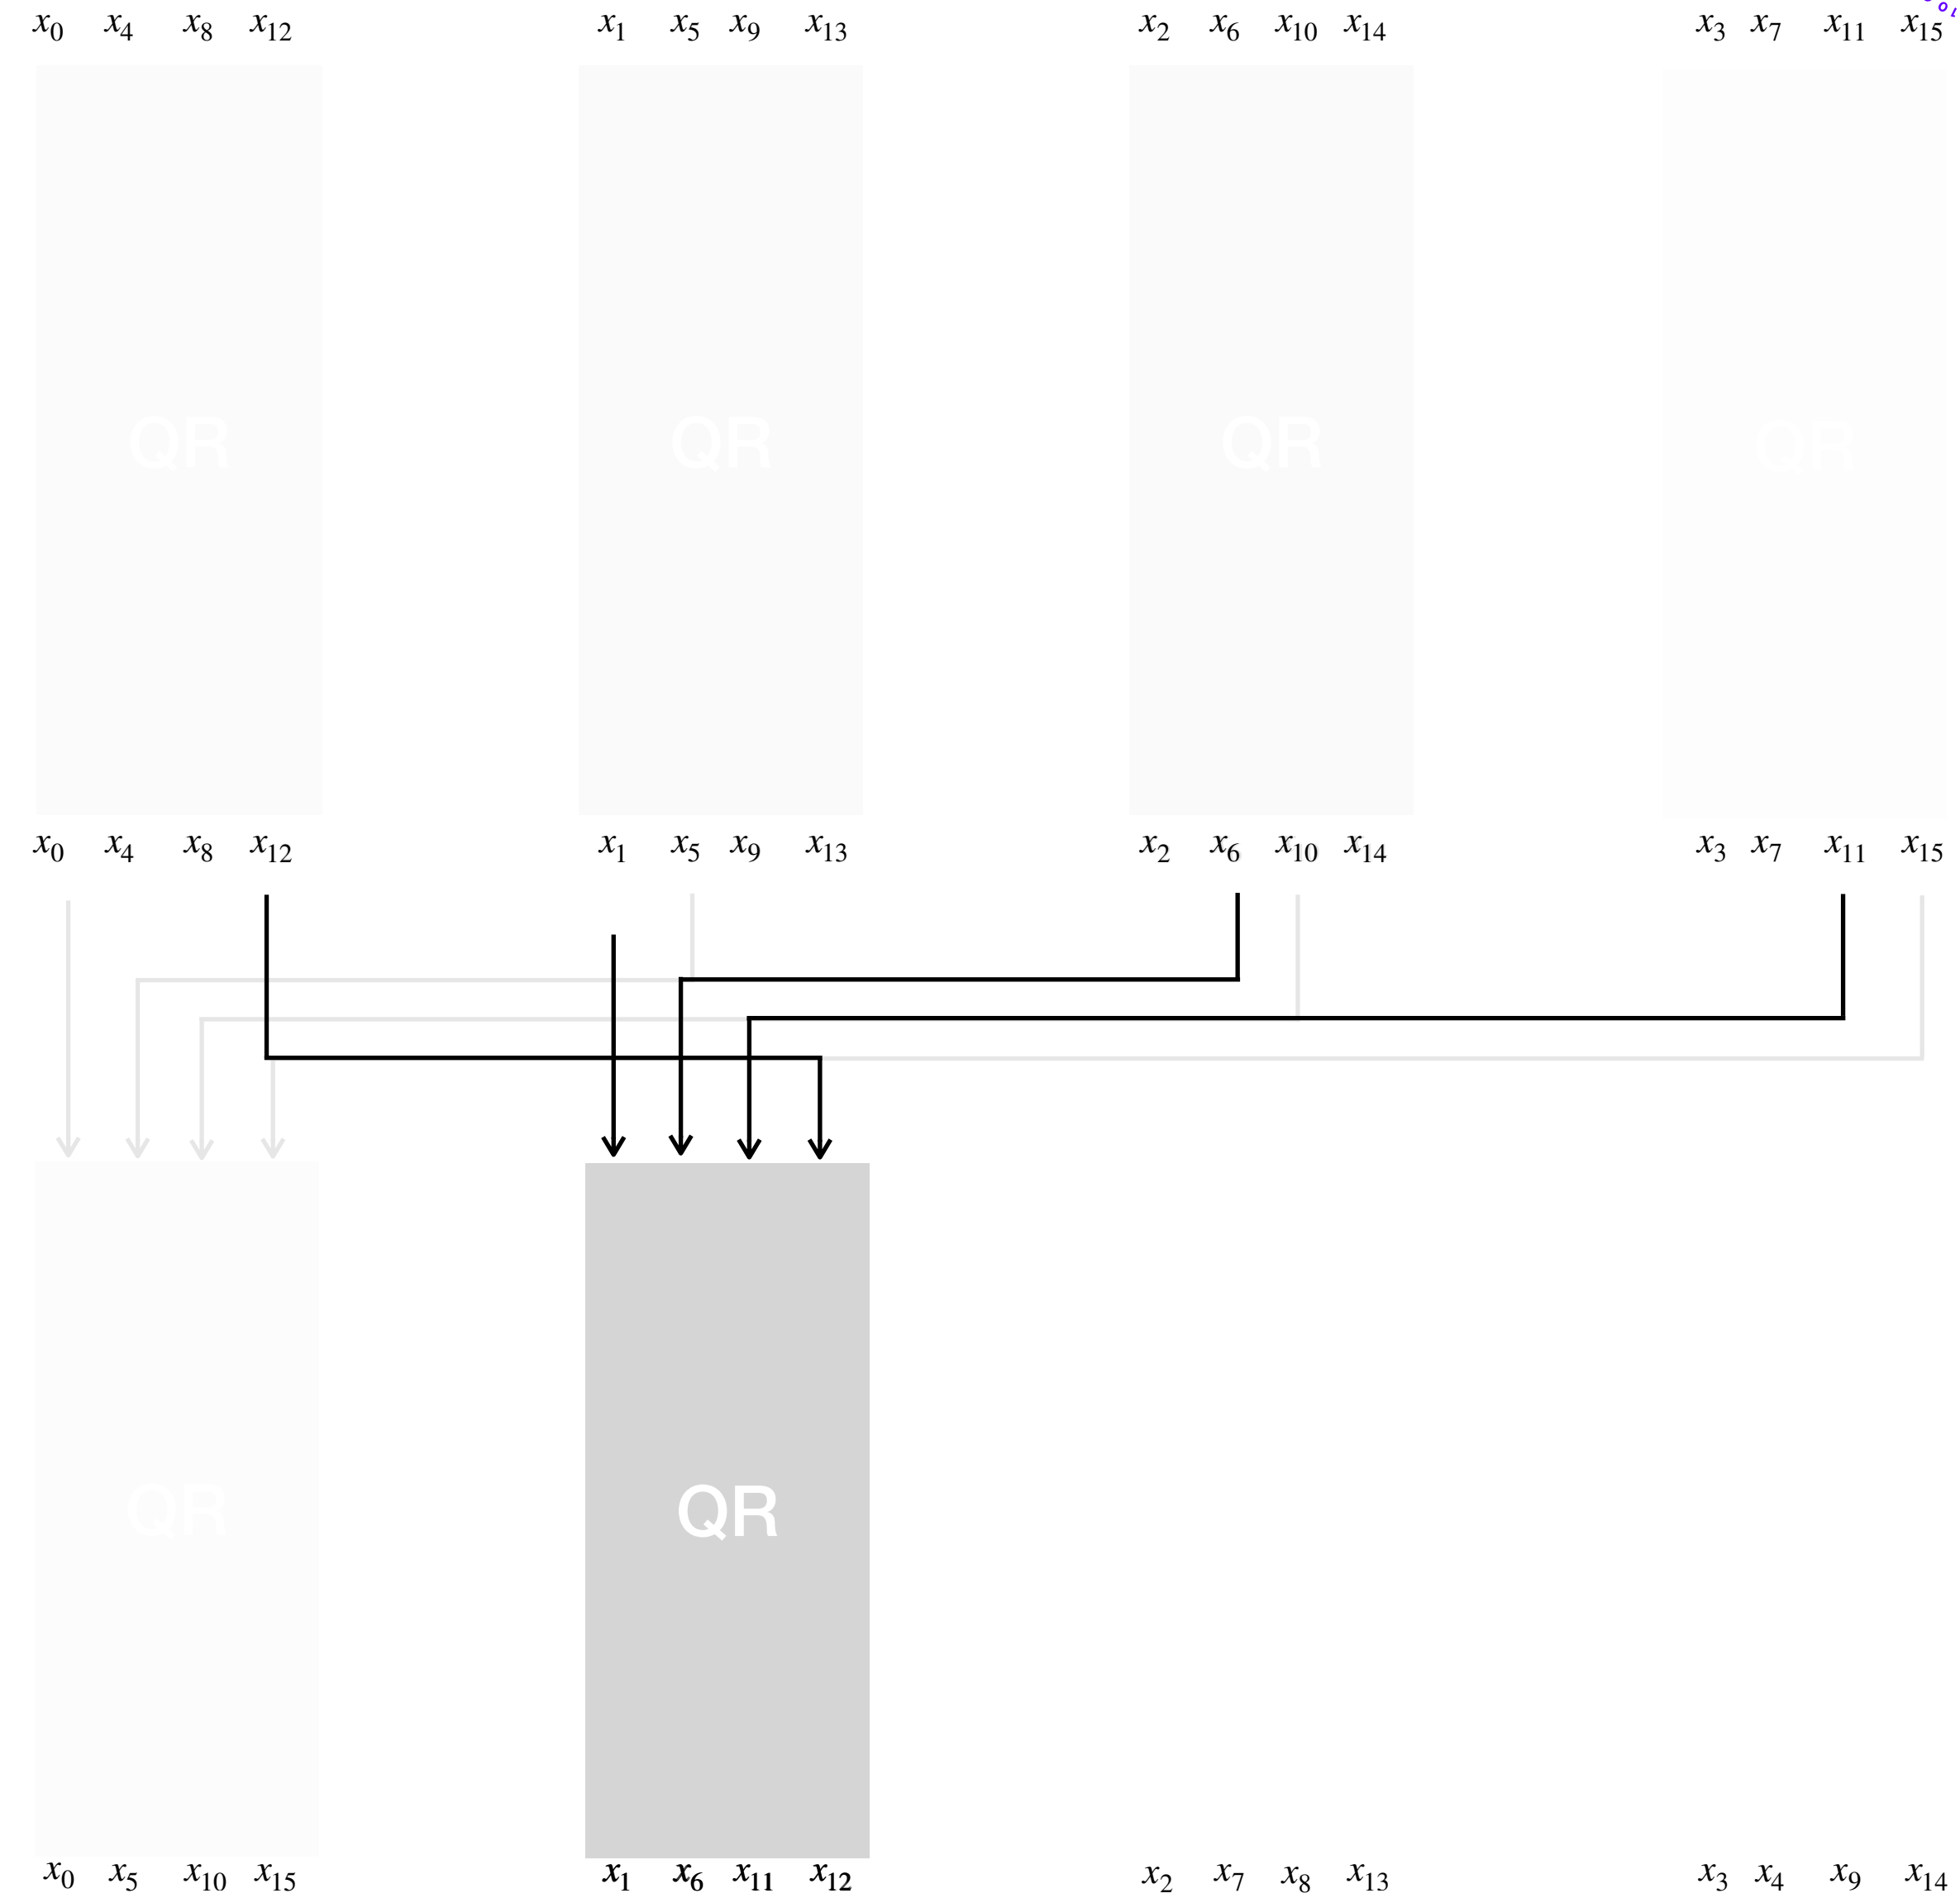 x₀ x₄ x₈ x₁₂ x₁ x₅ x₉ x₁₃ x₂ x₆ x₁₀ x₁₄ x₃ x₇ x₁₁ x₁₅
QR QR QR QR
x₀ x₄ x₈ x₁₂ x₁ x₅ x₉ x₁₃ x₂ x₆ x₁₀ x₁₄ x₃ x₇ x₁₁ x₁₅
QR QR
x₀ x₅ x₁₀ x₁₅ x₁ x₆ x₁₁ x₁₂ x₂ x₇ x₈ x₁₃ x₃ x₄ x₉ x₁₄